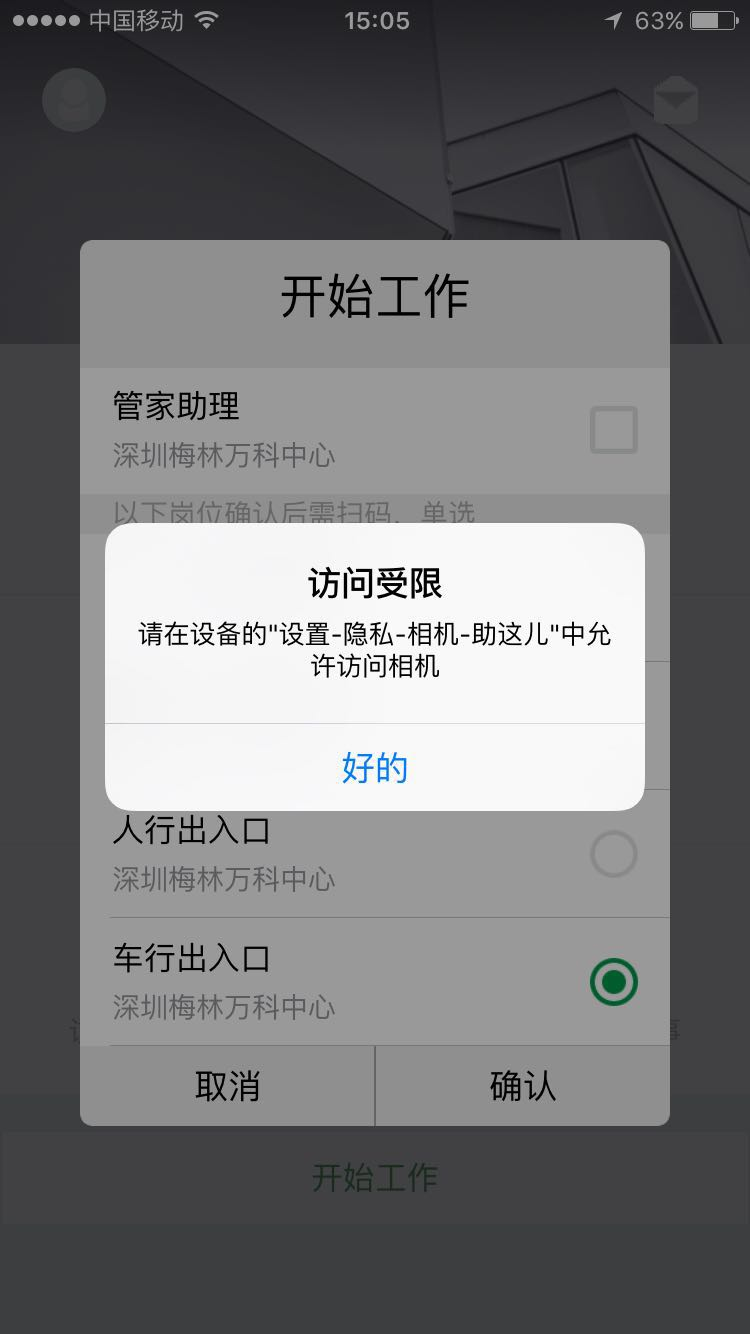 中国移动
15:05
63%
开始工作
管家助理
深圳梅林万科中心
以下岗位确认后需扫码，单选
访问受限
请在设备的"设置-隐私-相机-助这儿"中允
许访问相机
好的
人行出入口
深圳梅林万科中心
车行出入口
深圳梅林万科中心
取消
确认
开始工作